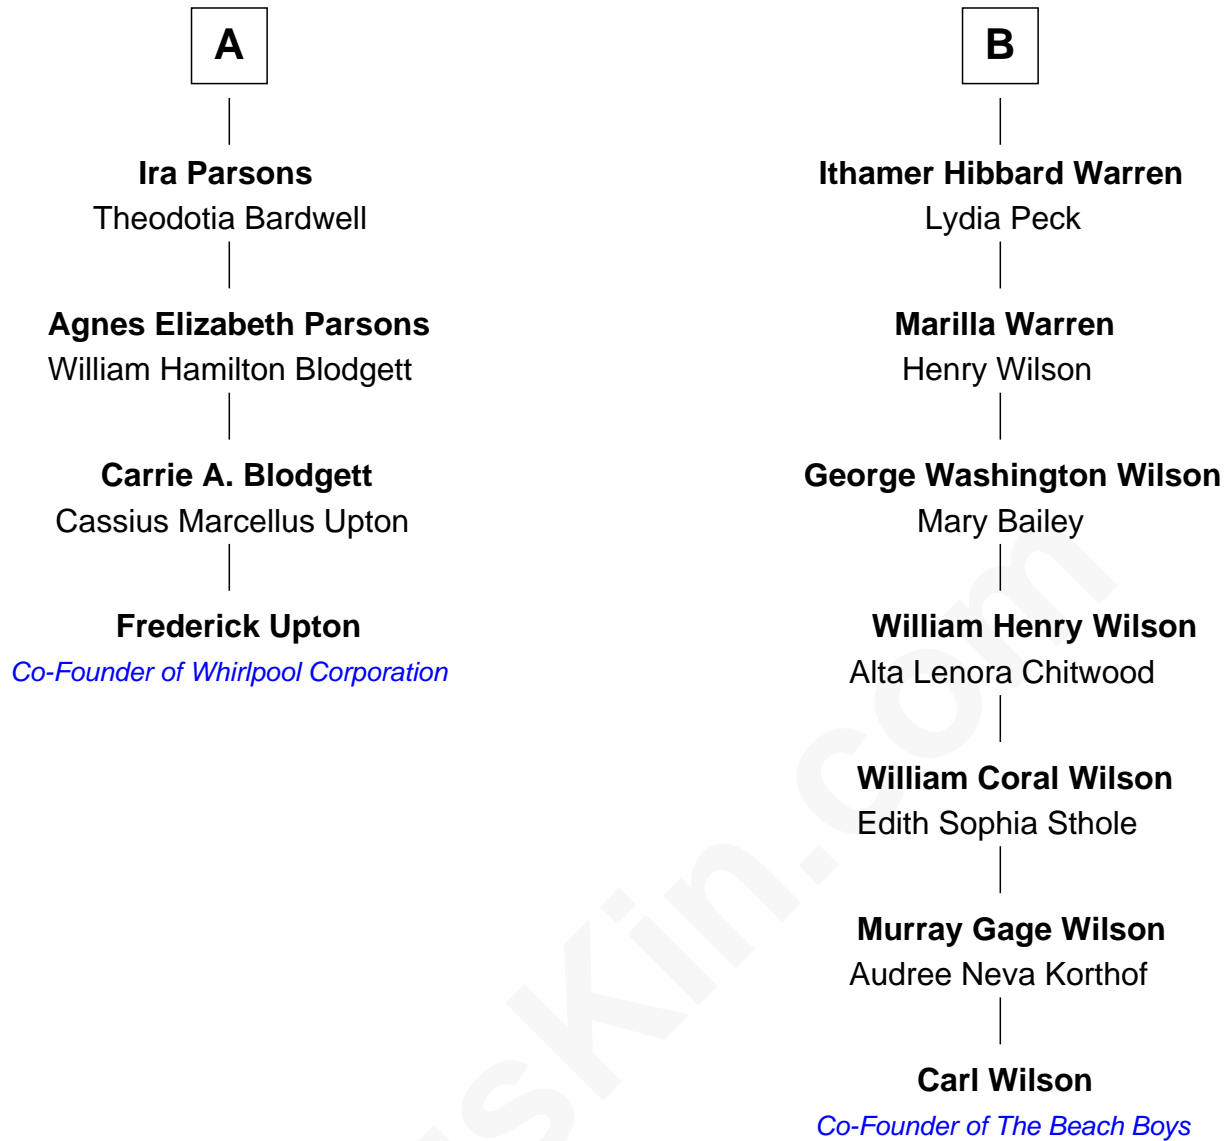 A
Ira Parsons
Theodotia Bardwell
Agnes Elizabeth Parsons
William Hamilton Blodgett
Carrie A. Blodgett
Cassius Marcellus Upton
Frederick Upton
Co-Founder of Whirlpool Corporation
B
Ithamer Hibbard Warren
Lydia Peck
Marilla Warren
Henry Wilson
George Washington Wilson
Mary Bailey
William Henry Wilson
Alta Lenora Chitwood
William Coral Wilson
Edith Sophia Sthole
Murray Gage Wilson
Audree Neva Korthof
Carl Wilson
Co-Founder of The Beach Boys